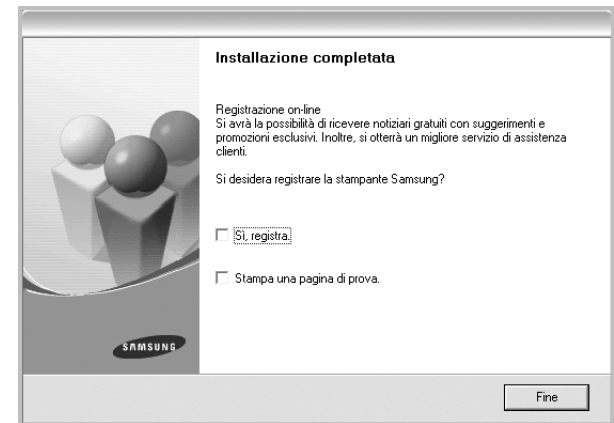 Installazione completata
Registrazione on-line
Si avrà la possibilità di ricevere notiziari gratuiti con suggerimenti e
promozioni esclusivi. Inoltre, si otterrà un migliore servizio di assistenza
clienti.
Si desidera registrare la stampante Samsung?
Sì, registra.
Stampa una pagina di prova.
SAMSUNG
Fine